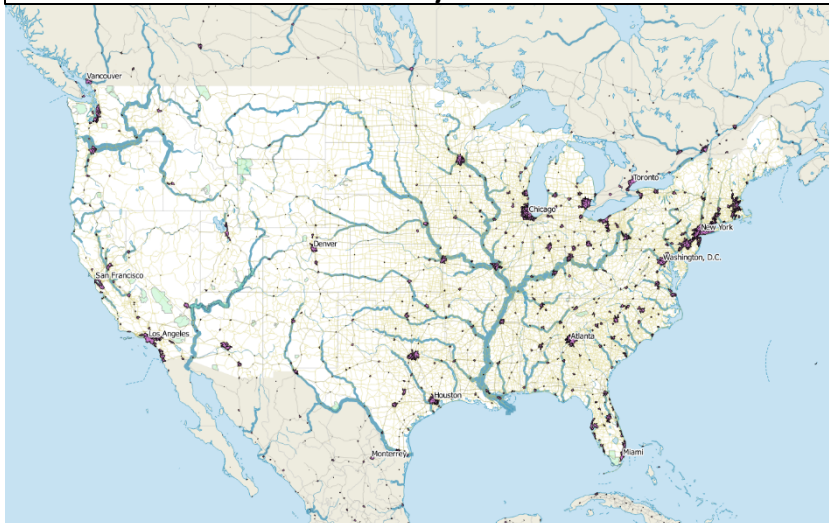 Vancouver
Toronto
Chicago
New York
Denver
Washington, D.C.
San Francisco
Los Angeles
Atlanta
Houston
Monterrey
Miami